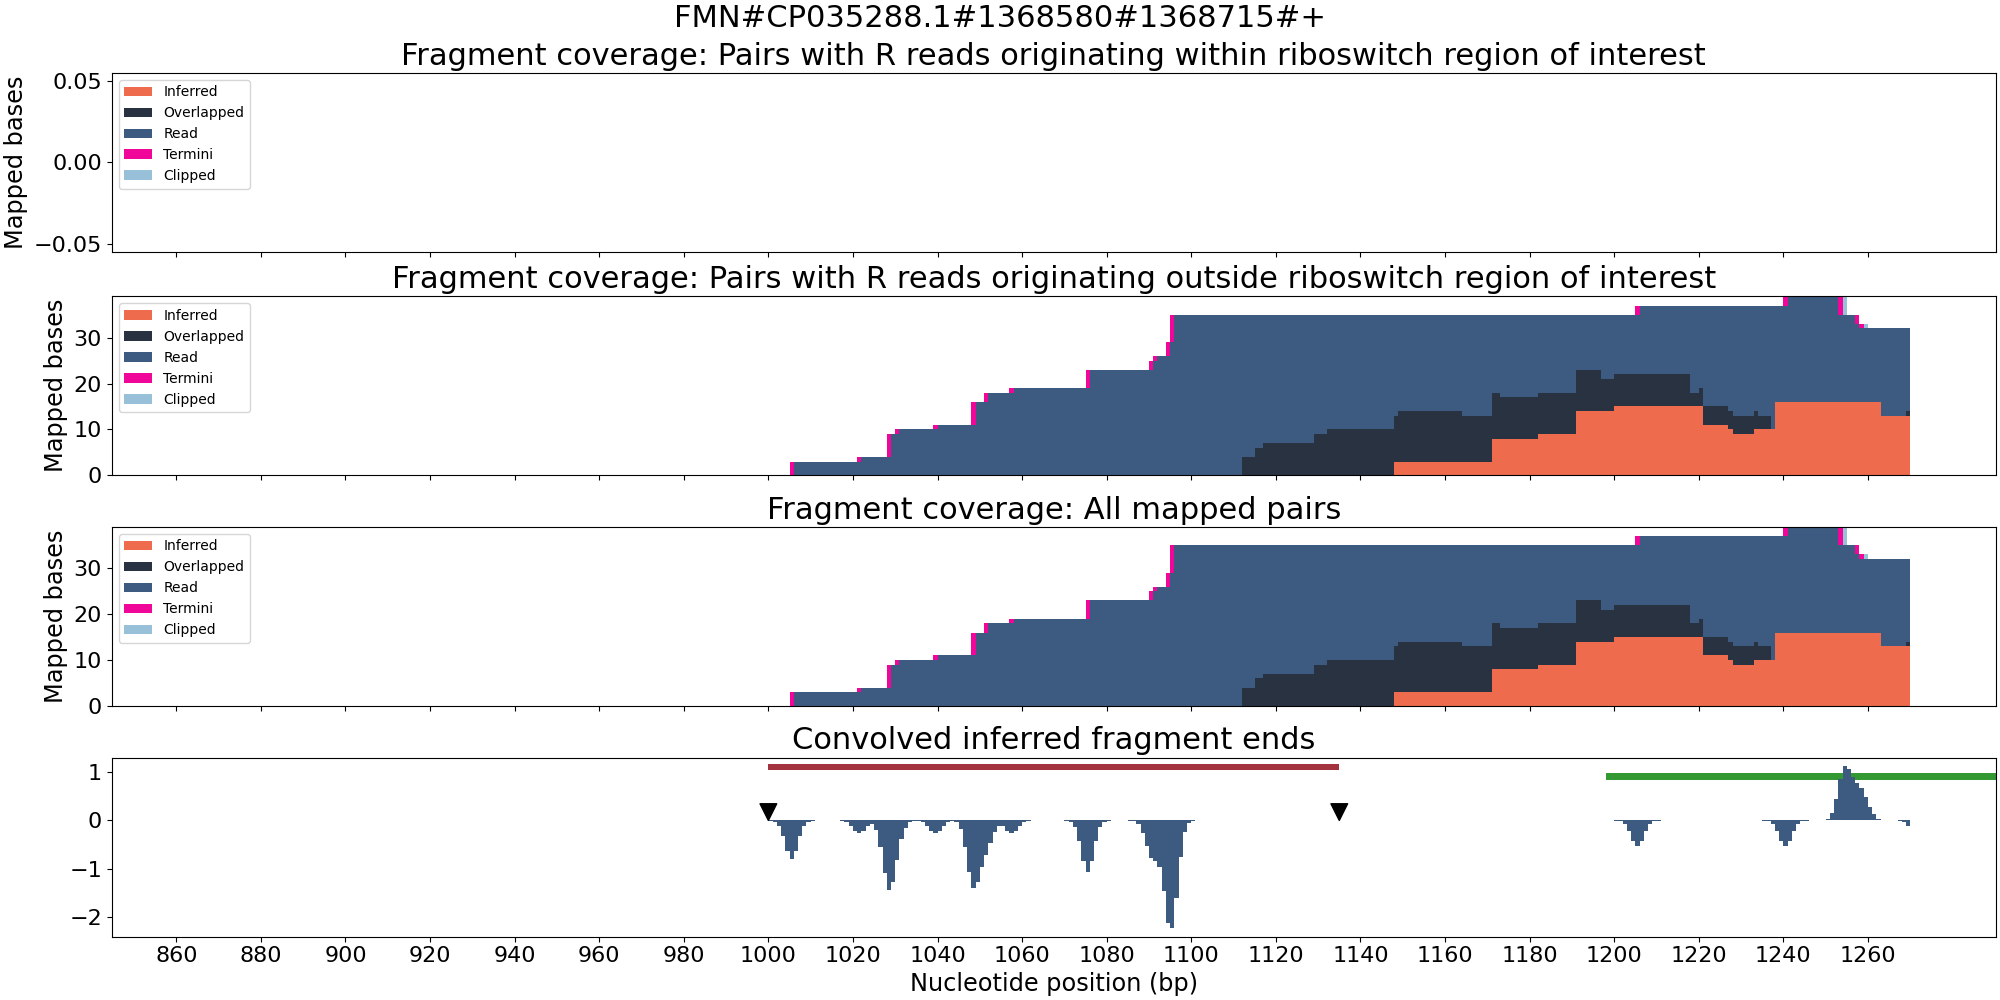 FMN#CP035288.1#1368580#1368715#+
Fragment coverage: Pairs with R reads originating within riboswitch region of interest
Mapped bases
0.05
0.00
−0.05
Inferred
Overlapped
Read
Termini
Clipped
Fragment coverage: Pairs with R reads originating outside riboswitch region of interest
Mapped bases
30
20
10
0
Inferred
Overlapped
Read
Termini
Clipped
Fragment coverage: All mapped pairs
Mapped bases
30
20
10
0
Inferred
Overlapped
Read
Termini
Clipped
Convolved inferred fragment ends
1
0
−1
−2
860 880 900 920 940 960 980 1000 1020 1040 1060 1080 1100 1120 1140 1160 1180 1200 1220 1240 1260
Nucleotide position (bp)